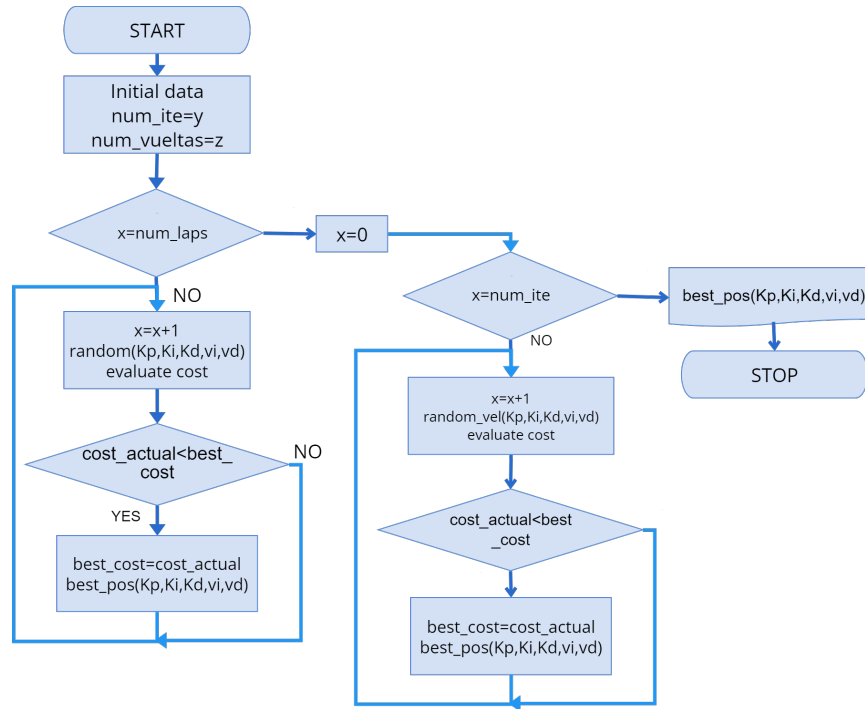 START
Initial data
num_ite=y
num_vueltas=z
x=num_laps
x=0
NO
x=x+1
random(Kp,Ki,Kd,vi,vd)
evaluate cost
cost_actual<best_
cost
NO
YES
best_cost=cost_actual
best_pos(Kp,Ki,Kd,vi,vd)
x=num_ite
NO
x=x+1
random_vel(Kp,Ki,Kd,vi,vd)
evaluate cost
cost_actual<best
_cost
best_cost=cost_actual
best_pos(Kp,Ki,Kd,vi,vd)
best_pos(Kp,Ki,Kd,vi,vd)
STOP